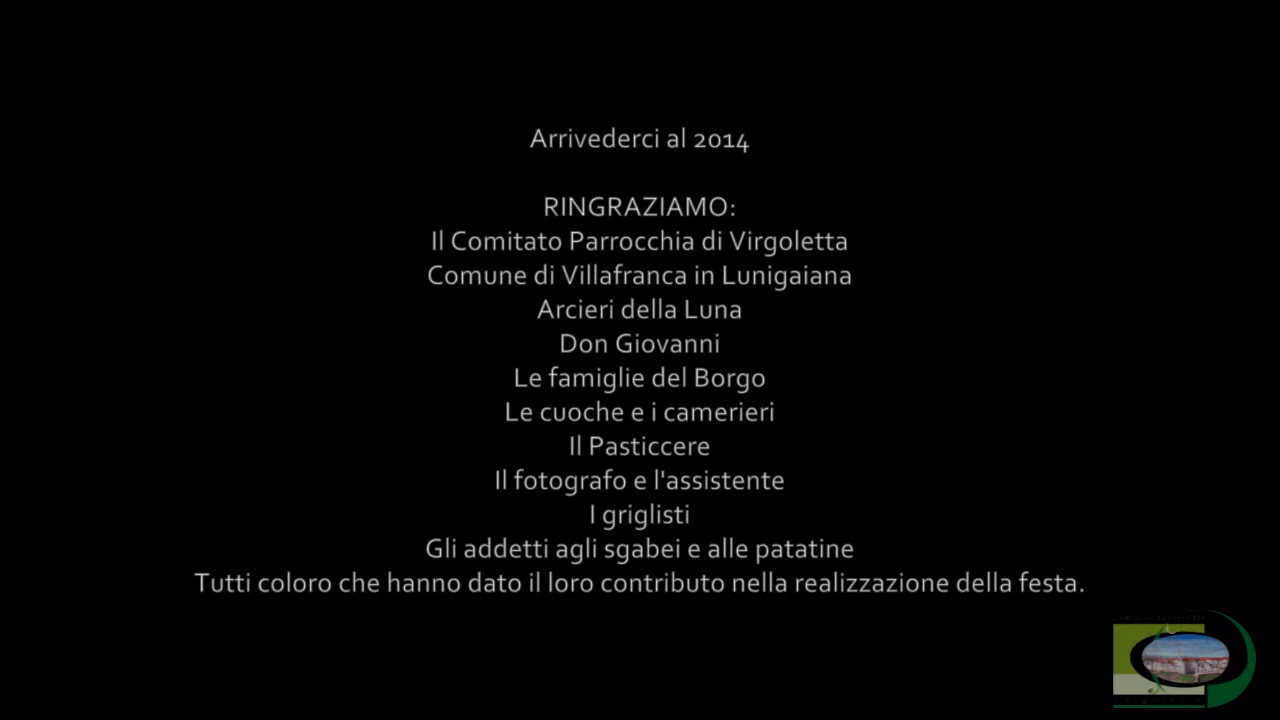 Arrivederci al 2014
RINGRAZIAMO:
Il Comitato Parrocchia di Virgoletta
Comune di Villafranca in Lunigaiana
Arcieri della Luna
Don Giovanni
Le famiglie del Borgo
Le cuoche e i camerieri
Il Pasticcere
Il fotografo e l'assistente
I griglisti
Gli addetti agli sgabei e alle patatine
Tutti coloro che hanno dato il loro contributo nella realizzazione della festa.